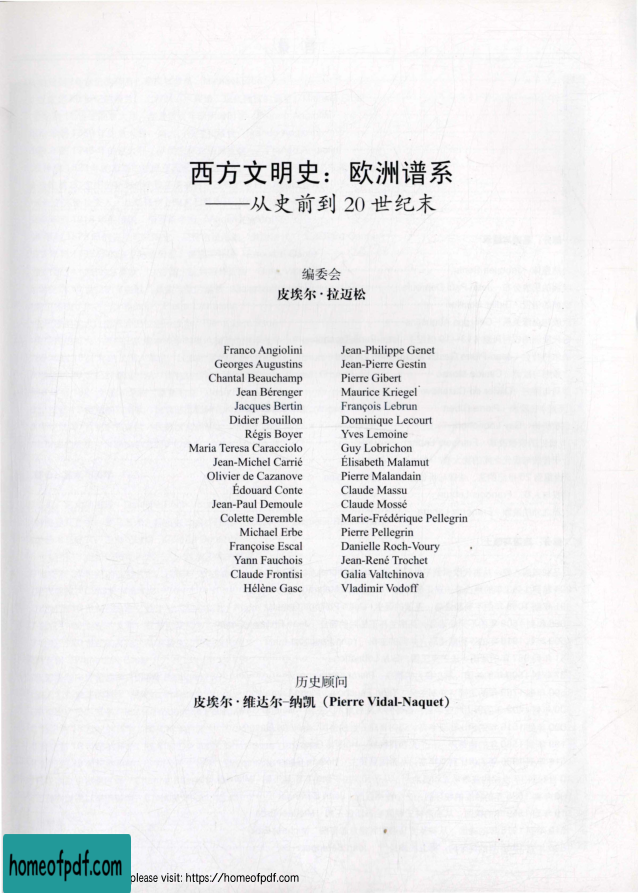 西方文明史：欧洲谱系
——从史前到 20 世纪末
编委会
皮埃尔·拉迈松
Franco Angiolini
Georges Augustins
Chantal Beauchamp
Jean Bérenger
Jacques Bertin
Didier Bouillon
Régis Boyer
Maria Teresa Caracciolo
Jean-Michel Carrié
Olivier de Cazanove
Édouard Conte
Jean-Paul Demoule
Colette Deremble
Michael Erbe
Françoise Escal
Yann Fauchois
Claude Frontisi
Hélène Gasc
Jean-Philippe Genet
Jean-Pierre Gestin
Pierre Gibert
Maurice Kriegel
François Lebrun
Dominique Lecourt
Yves Lemoine
Guy Lobrichon
Élisabeth Malamut
Pierre Malandain
Claude Massu
Claude Mossé
Marie-Frédérique Pellegrin
Pierre Pellegrin
Danielle Roch-Voury
Jean-René Trochet
Galia Valtchinova
Vladimir Vodoff
历史顾问
皮埃尔·维达尔-纳凯（Pierre Vidal-Naquet）
homeofpdf.com
please visit: https://homeofpdf.com